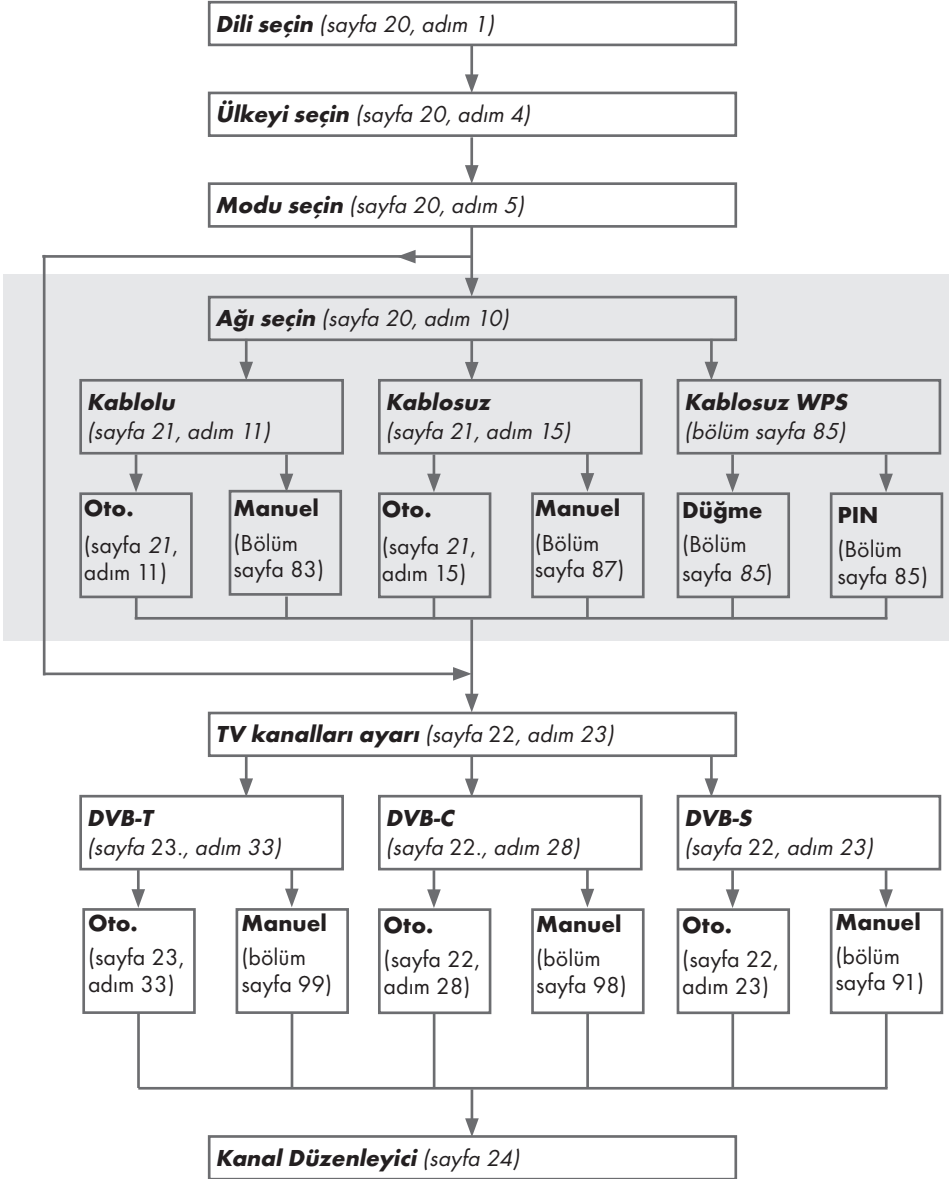 Dili seçin (sayfa 20, adım 1)
Ülkeyi seçin (sayfa 20, adım 4)
Modu seçin (sayfa 20, adım 5)
Ağı seçin (sayfa 20, adım 10)
Kablolu
(sayfa 21, adım 11)
Kablosuz
(sayfa 21, adım 15)
Kablosuz WPS
(bölüm sayfa 85)
Oto.
(sayfa 21,
adım 11)
Manuel
(Bölüm
sayfa 83)
Oto.
(sayfa 21,
adım 15)
Manuel
(Bölüm
sayfa 87)
Düğme
(Bölüm
sayfa 85)
PIN
(Bölüm
sayfa 85)
TV kanalları ayarı (sayfa 22, adım 23)
DVB-T
(sayfa 23., adım 33)
DVB-C
(sayfa 22., adım 28)
DVB-S
(sayfa 22, adım 23)
Oto.
(sayfa 23,
adım 33)
Manuel
(bölüm
sayfa 99)
Oto.
(sayfa 22,
adım 28)
Manuel
(bölüm
sayfa 98)
Oto.
(sayfa 22,
adım 23)
Manuel
(bölüm
sayfa 91)
Kanal Düzenleyici (sayfa 24)